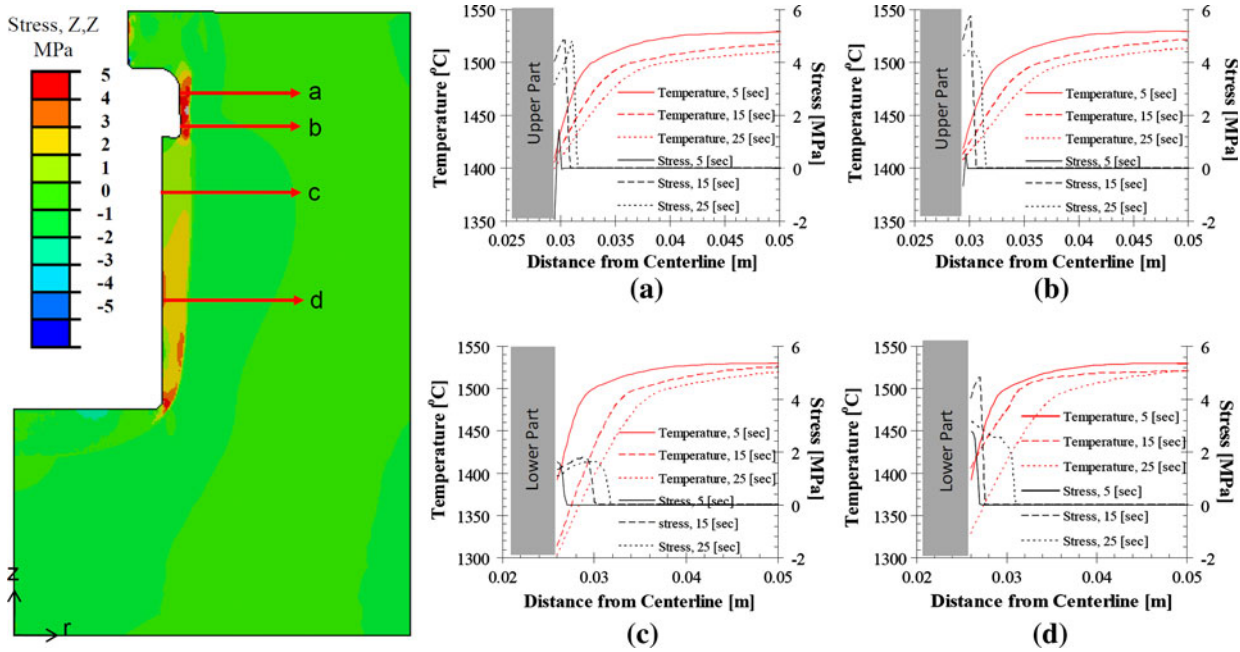 Stress, Z,Z
MPa
5
4
3
2
1
0
-1
-2
-3
-4
-5
a
b
c
d
z
r
1550
1500
1450
1400
1350
Temperature [°C]
Upper Part
Temperature, 5 [sec]
Temperature, 15 [sec]
Temperature, 25 [sec]
Stress, 5 [sec]
Stress, 15 [sec]
Stress, 25 [sec]
6
4
2
0
-2
Stress [MPa]
0.025 0.03 0.035 0.04 0.045 0.05
Distance from Centerline [m]
(a)
1550
1500
1450
1400
1350
Temperature [°C]
Upper Part
Temperature, 5 [sec]
Temperature, 15 [sec]
Temperature, 25 [sec]
Stress, 5 [sec]
Stress, 15 [sec]
Stress, 25 [sec]
6
4
2
0
-2
Stress [MPa]
0.025 0.03 0.035 0.04 0.045 0.05
Distance from Centerline [m]
(b)
1550
1500
1450
1400
1350
1300
Temperature [°C]
Lower Part
Temperature, 5 [sec]
Temperature, 15 [sec]
Temperature, 25 [sec]
Stress, 5 [sec]
stress, 15 [sec]
Stress, 25 [sec]
6
4
2
0
-2
Stress [MPa]
0.02 0.03 0.04 0.05
Distance from Centerline [m]
(c)
1550
1500
1450
1400
1350
1300
Temperature [°C]
Lower Part
Temperature, 5 [sec]
Temperature, 15 [sec]
Temperature, 25 [sec]
Stress, 5 [sec]
Stress, 15 [sec]
Stress, 25 [sec]
6
4
2
0
-2
Stress [MPa]
0.02 0.03 0.04 0.05
Distance from Centerline [m]
(d)